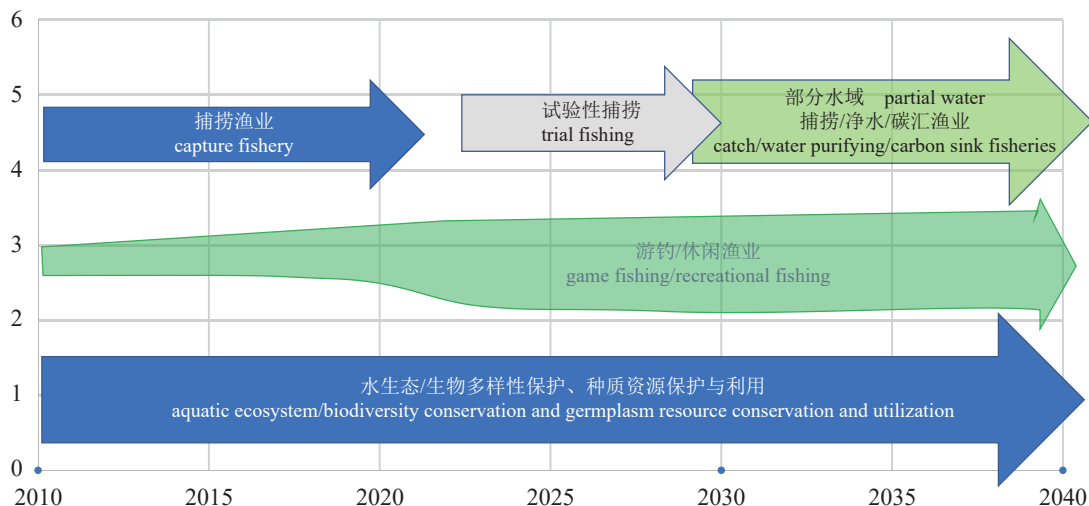 6
5
4
3
2
1
0
捕捞渔业
capture fishery
试验性捕捞
trial fishing
部分水域 partial water
捕捞/净水/碳汇渔业
catch/water purifying/carbon sink fisheries
游钓/休闲渔业
game fishing/recreational fishing
水生态/生物多样性保护、种质资源保护与利用
aquatic ecosystem/biodiversity conservation and germplasm resource conservation and utilization
2010 2015 2020 2025 2030 2035 2040